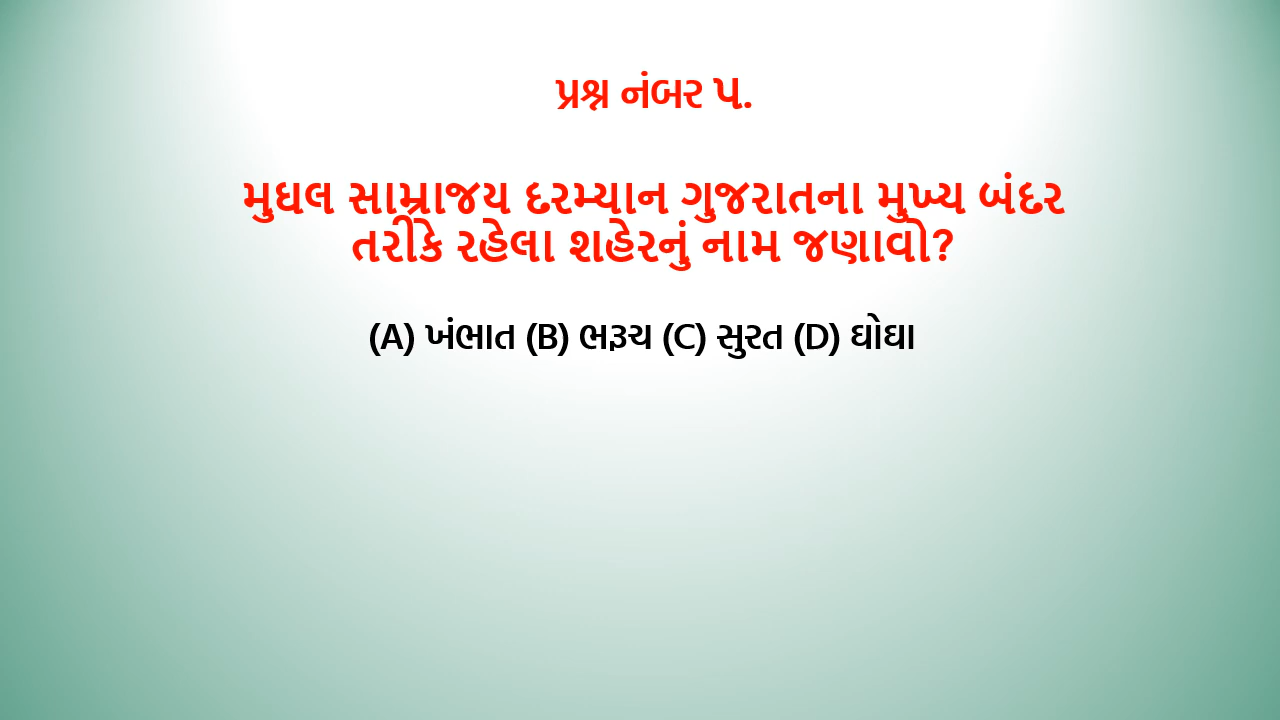 પ્રશ્ન નંબર ૫.
મુઘલ સામ્રાજય દરમ્યાન ગુજરાતના મુખ્ય બંદર
તરીકે રહેલા શહેરનું નામ જણાવો?
(A) ખંભાત (B) ભરૂચ (C) સુરત (D) ઘોઘા